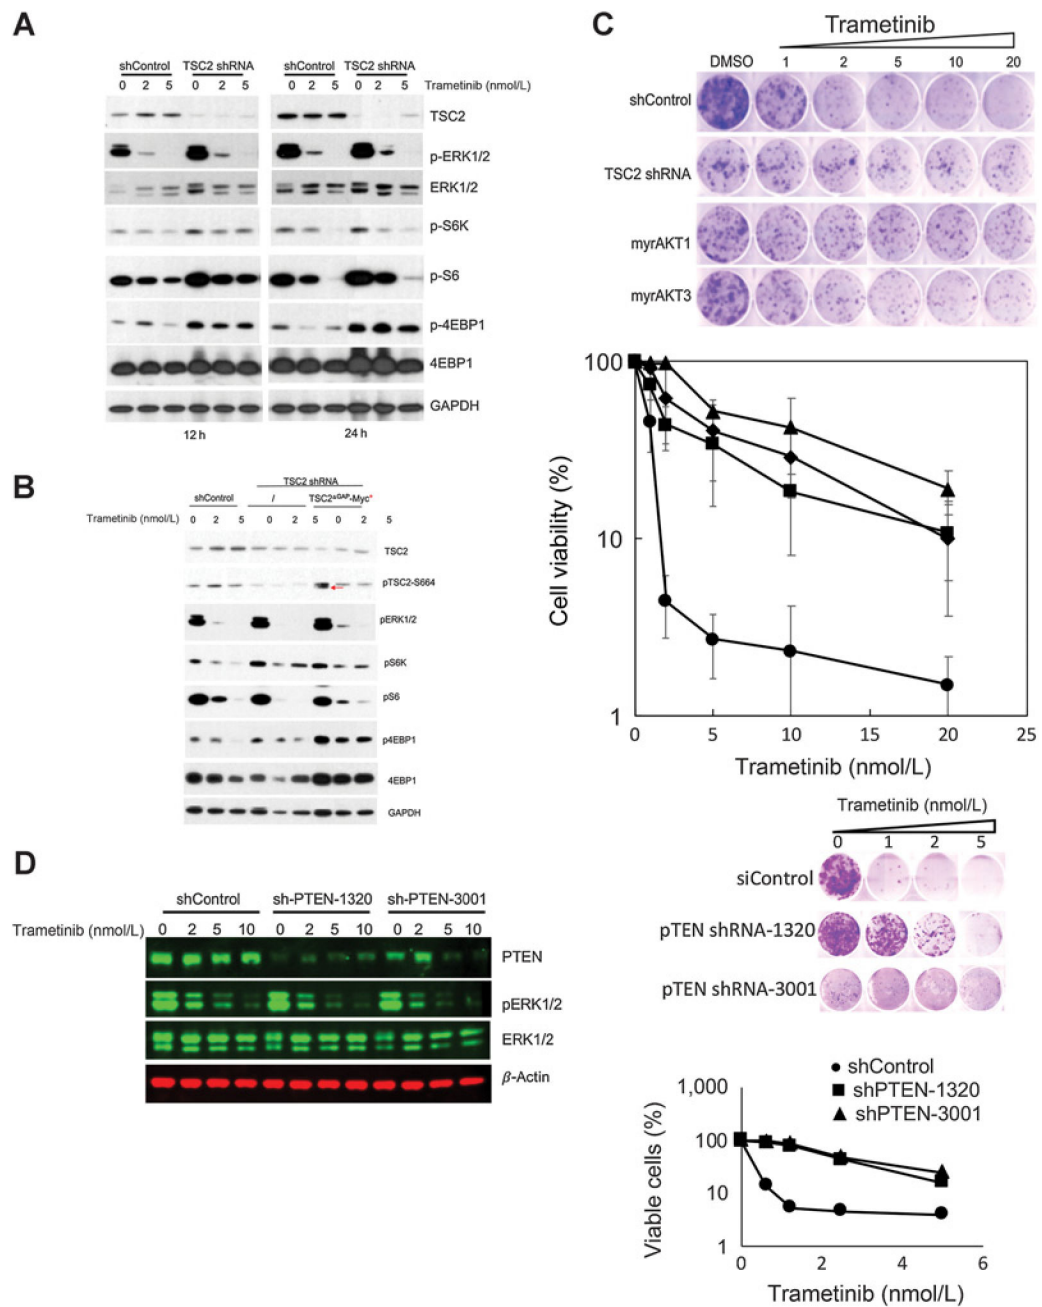 A
shControl TSC2 shRNA shControl TSC2 shRNA
0 2 5 0 2 5 0 2 5 0 2 5 Trametinib (nmol/L)
TSC2
p-ERK1/2
ERK1/2
p-S6K
p-S6
p-4EBP1
4EBP1
GAPDH
12 h 24 h
B
TSC2 shRNA
shControl / TSC2ᵃᴳᴬᴾ-Myc*
Trametinib (nmol/L) 0 2 5 0 2 5 0 2 5
TSC2
pTSC2-S664
pERK1/2
pS6K
pS6
p4EBP1
4EBP1
GAPDH
C
Trametinib
DMSO 1 2 5 10 20
shControl
TSC2 shRNA
myrAKT1
myrAKT3
100
10
1
Cell viability (%)
0 5 10 15 20 25
Trametinib (nmol/L)
D
shControl sh-PTEN-1320 sh-PTEN-3001
Trametinib (nmol/L) 0 2 5 10 0 2 5 10 0 2 5 10
PTEN
pERK1/2
ERK1/2
β-Actin
Trametinib (nmol/L)
0 1 2 5
siControl
pTEN shRNA-1320
pTEN shRNA-3001
shControl
shPTEN-1320
shPTEN-3001
1,000
100
10
1
Viable cells (%)
0 2 4 6
Trametinib (nmol/L)